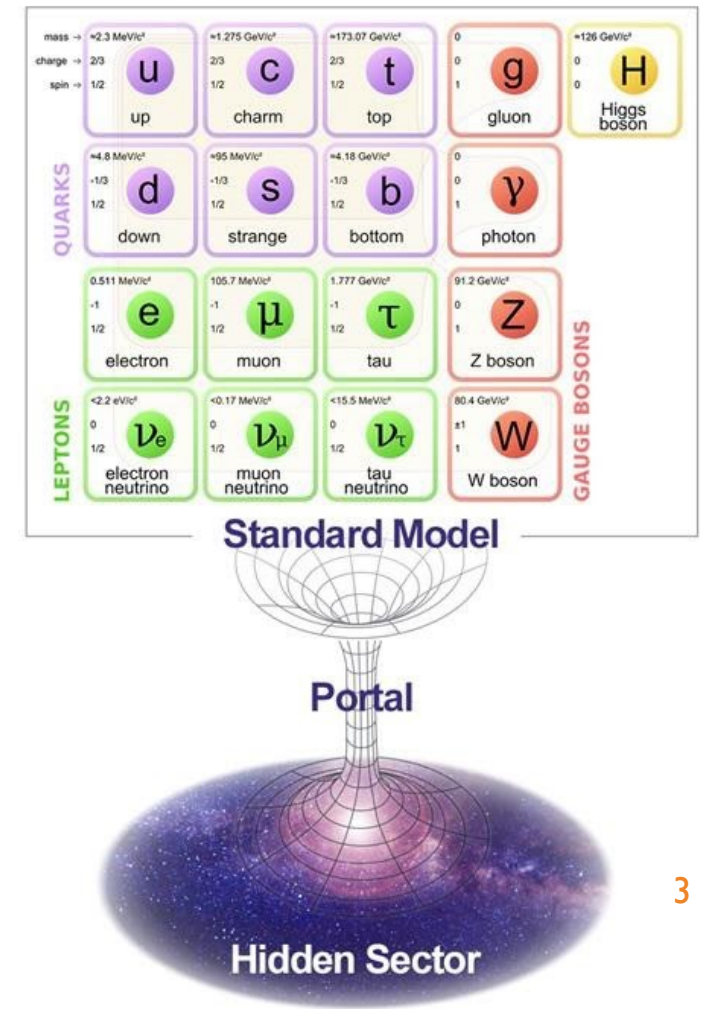 mass → ≈2.3 MeV/c²
charge → 2/3
spin → 1/2
u
up
≈1.275 GeV/c²
2/3
1/2
c
charm
≈173.07 GeV/c²
2/3
1/2
t
top
0
0
1
g
gluon
≈126 GeV/c²
0
0
H
Higgs
boson
QUARKS
≈4.8 MeV/c²
-1/3
1/2
d
down
≈95 MeV/c²
-1/3
1/2
s
strange
≈4.18 GeV/c²
-1/3
1/2
b
bottom
0
0
1
γ
photon
0.511 MeV/c²
-1
1/2
e
electron
105.7 MeV/c²
-1
1/2
μ
muon
1.777 GeV/c²
-1
1/2
τ
tau
91.2 GeV/c²
0
1
Z
Z boson
GAUGE BOSONS
LEPTONS
<2.2 eV/c²
0
1/2
νe
electron
neutrino
<0.17 MeV/c²
0
1/2
νμ
muon
neutrino
<15.5 MeV/c²
0
1/2
ντ
tau
neutrino
80.4 GeV/c²
±1
1
W
W boson
Standard Model
Portal
3
Hidden Sector